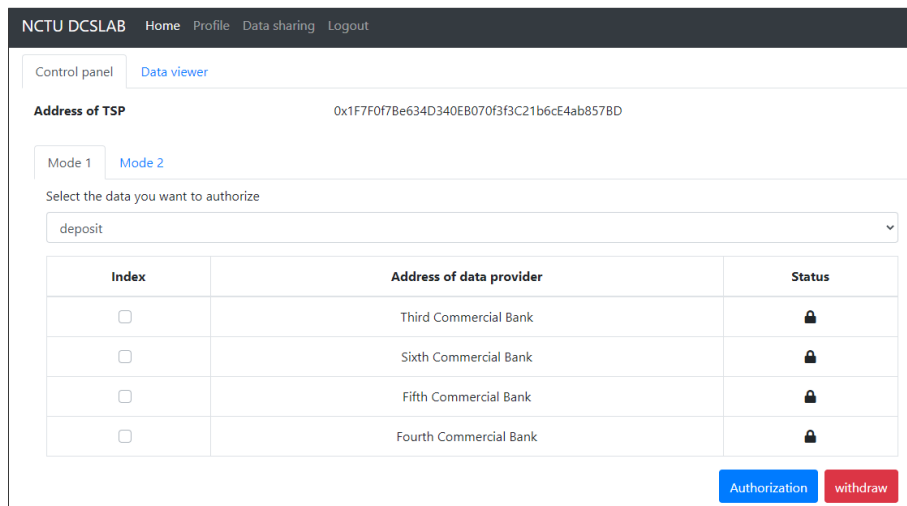 NCTU DCSLAB Home Profile Data sharing Logout
Control panel Data viewer
Address of TSP 0x1F7F0f7Be634D340EB070f3f3C21b6cE4ab857BD
Mode 1 Mode 2
Select the data you want to authorize
deposit
Index Address of data provider Status
Third Commercial Bank
Sixth Commercial Bank
Fifth Commercial Bank
Fourth Commercial Bank
Authorization withdraw